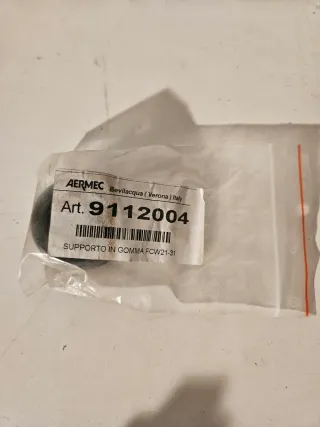 AERMEC Bevilacqua ( Verona ) Italy
Art. 9112004
SUPPORTO IN GOMMA FCW21-31